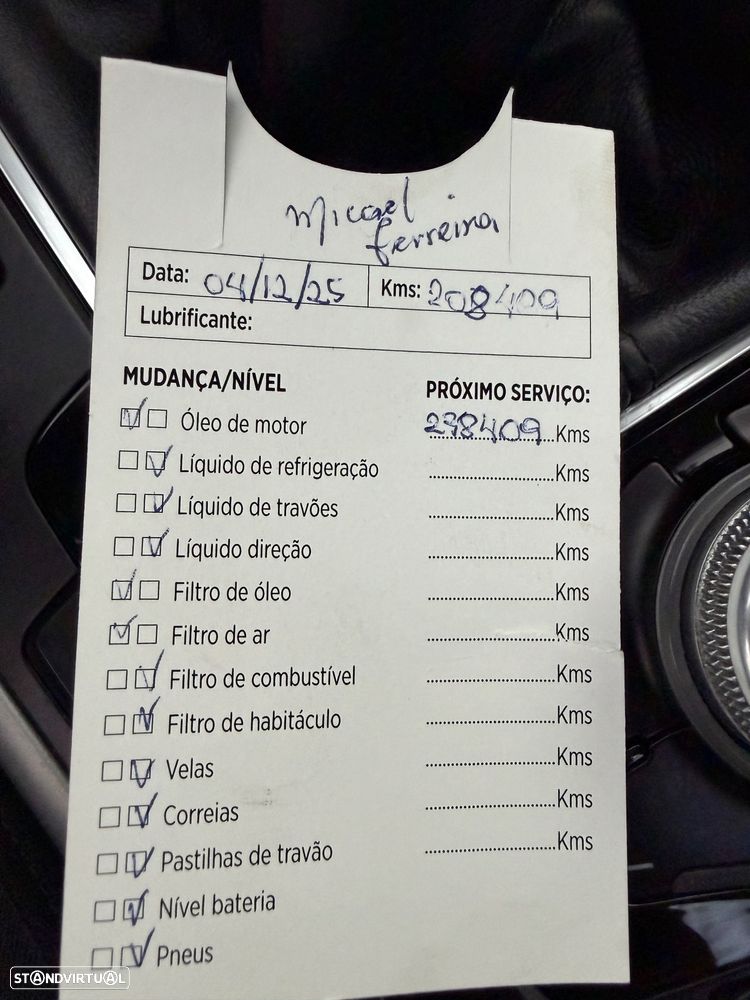 Micael
ferreira
Data: 04/12/25 Kms: 208409
Lubrificante:
MUDANÇA/NÍVEL PRÓXIMO SERVIÇO:
Óleo de motor 238409 Kms
Líquido de refrigeração Kms
Líquido de travões Kms
Líquido direção Kms
Filtro de óleo Kms
Filtro de ar Kms
Filtro de combustível Kms
Filtro de habitáculo Kms
Velas Kms
Correias Kms
Pastilhas de travão Kms
Nível bateria
Pneus
STANDVIRTUAL